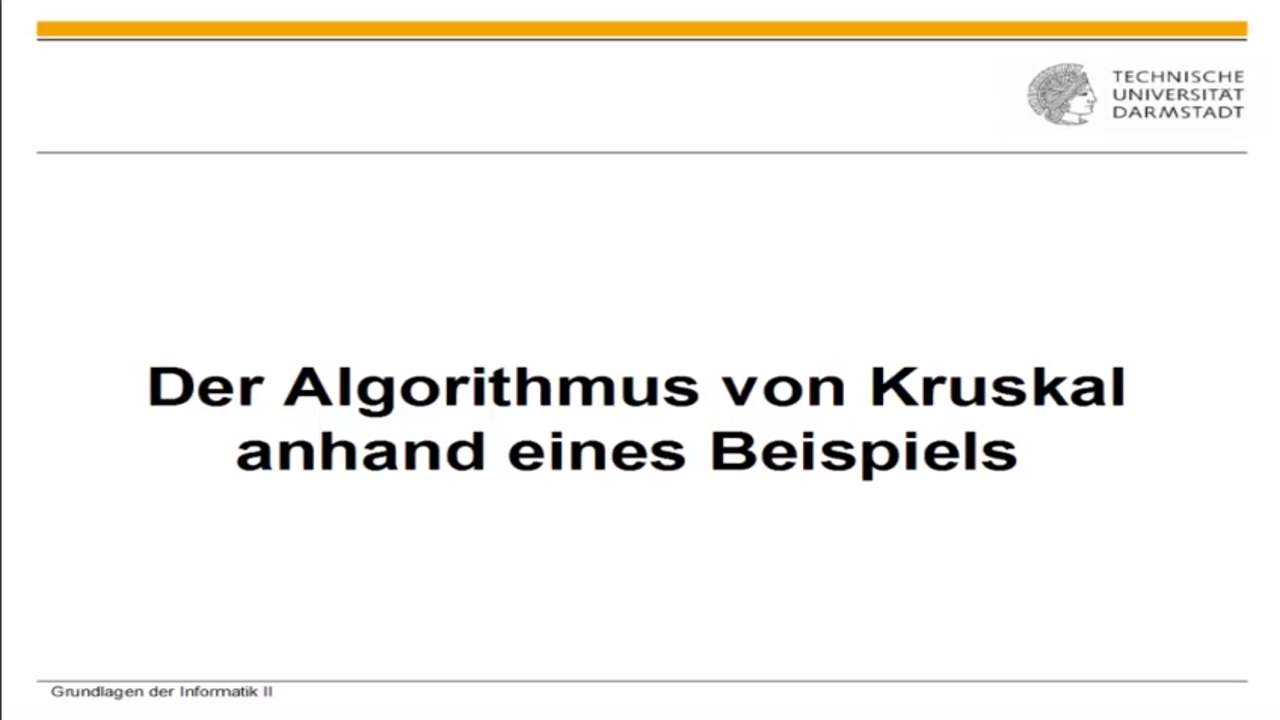 TECHNISCHE
UNIVERSITÄT
DARMSTADT
Der Algorithmus von Kruskal
anhand eines Beispiels
Grundlagen der Informatik II